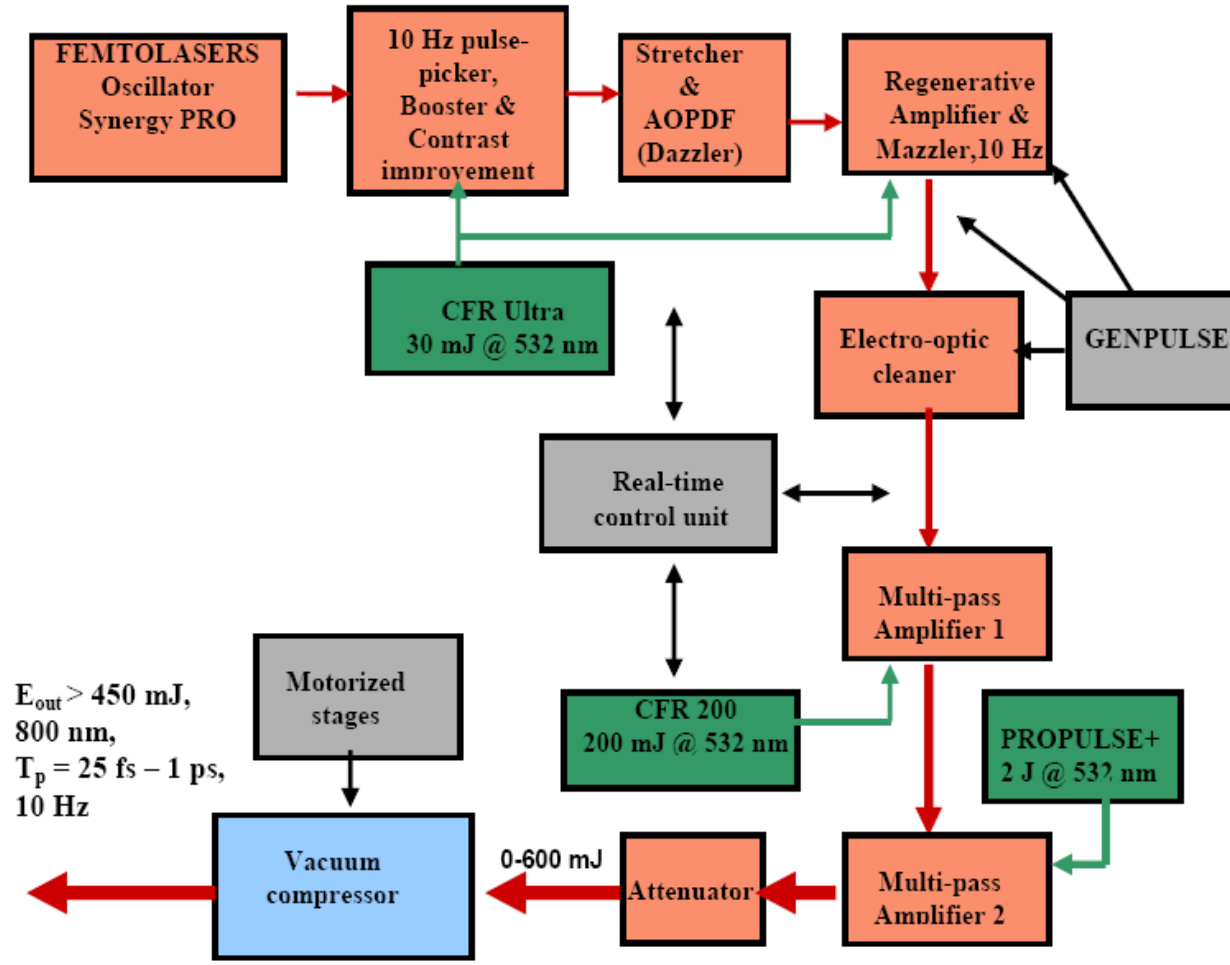 FEMTOLASERS
Oscillator
Synergy PRO
10 Hz pulse-
picker,
Booster &
Contrast
improvement
Stretcher
&
AOPDF
(Dazzler)
Regenerative
Amplifier &
Mazzler,10 Hz
CFR Ultra
30 mJ @ 532 nm
Electro-optic
cleaner
GENPULSE
Real-time
control unit
Multi-pass
Amplifier 1
Motorized
stages
CFR 200
200 mJ @ 532 nm
PROPULSE+
2 J @ 532 nm
Eout > 450 mJ,
800 nm,
Tp = 25 fs – 1 ps,
10 Hz
Vacuum
compressor
0-600 mJ
Attenuator
Multi-pass
Amplifier 2